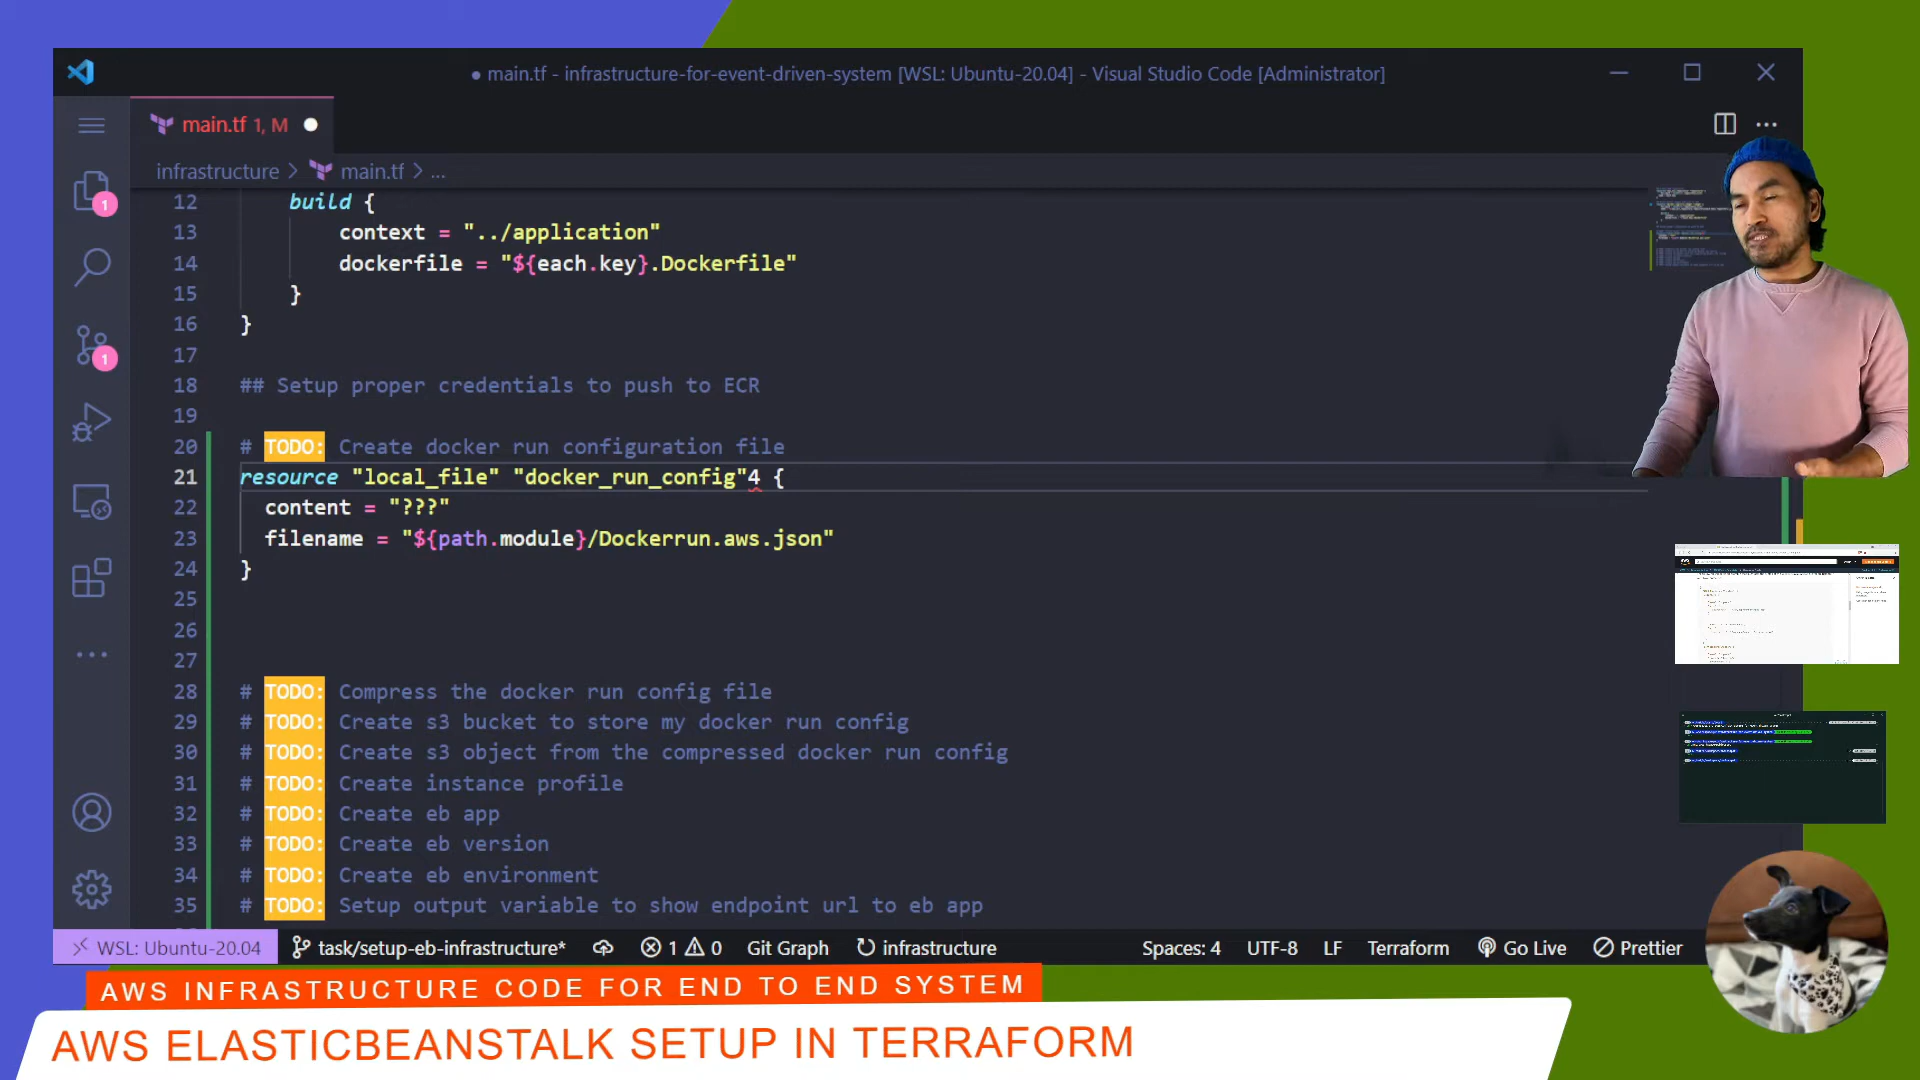 ● main.tf - infrastructure-for-event-driven-system [WSL: Ubuntu-20.04] - Visual Studio Code [Administrator]
main.tf 1, M ●
infrastructure > main.tf > ...
12 build {
13 context = "../application"
14 dockerfile = "${each.key}.Dockerfile"
15 }
16 }
17
18 ## Setup proper credentials to push to ECR
19
20 # TODO: Create docker run configuration file
21 resource "local_file" "docker_run_config"4 {
22 content = "???"
23 filename = "${path.module}/Dockerrun.aws.json"
24 }
25
26
27
28 # TODO: Compress the docker run config file
29 # TODO: Create s3 bucket to store my docker run config
30 # TODO: Create s3 object from the compressed docker run config
31 # TODO: Create instance profile
32 # TODO: Create eb app
33 # TODO: Create eb version
34 # TODO: Create eb environment
35 # TODO: Setup output variable to show endpoint url to eb app
1
1
WSL: Ubuntu-20.04 task/setup-eb-infrastructure* 1 0 Git Graph infrastructure Spaces: 4 UTF-8 LF Terraform Go Live Prettier
AWS INFRASTRUCTURE CODE FOR END TO END SYSTEM
AWS ELASTICBEANSTALK SETUP IN TERRAFORM